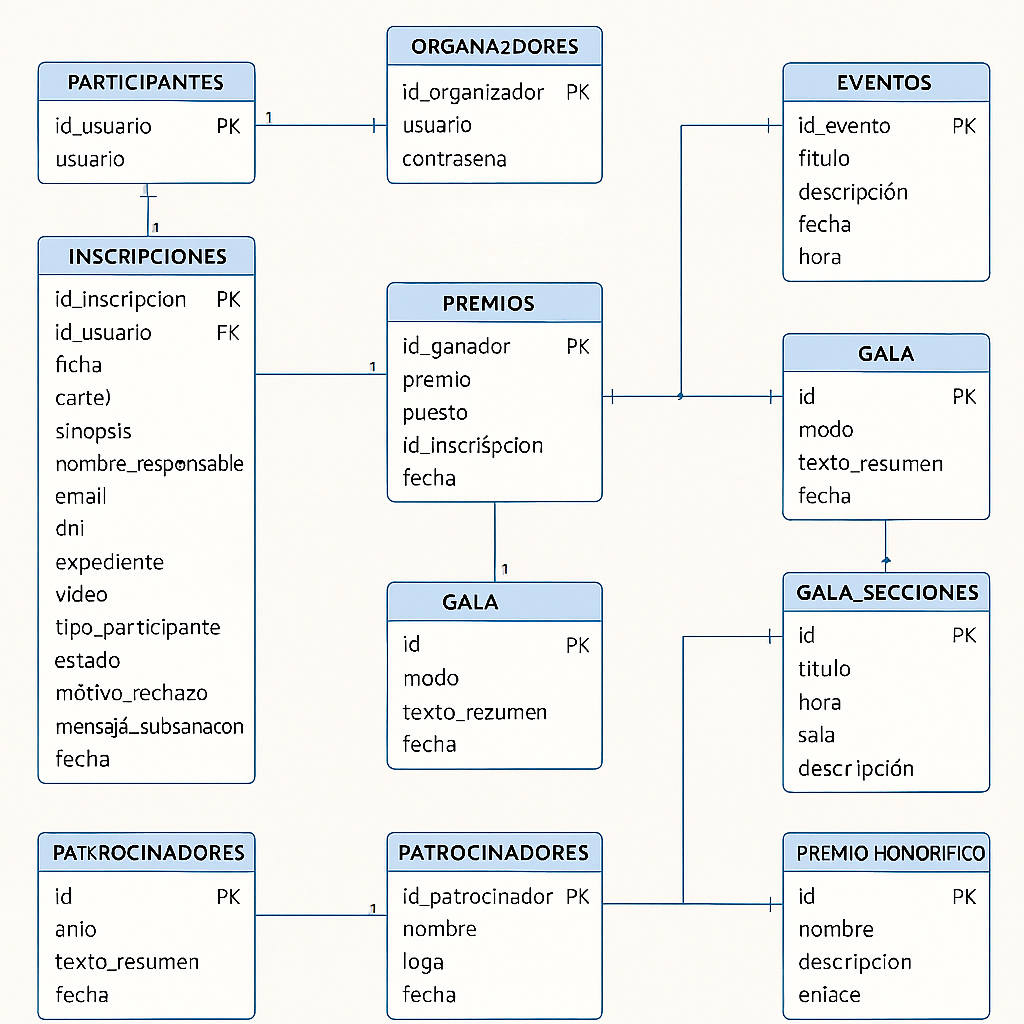 PARTICIPANTES
id_usuario PK
usuario
1
ORGANA2DORES
id_organizador PK
usuario
contrasena
EVENTOS
id_evento PK
fitulo
descripción
fecha
hora
1
INSCRIPCIONES
id_inscripcion PK
id_usuario FK
ficha
carte)
sinopsis
nombre_responsable
email
dni
expediente
video
tipo_participante
estado
mötivo_rechazo
mensajá_subsanacon
fecha
1
PREMIOS
id_ganador PK
premio
puesto
id_inscriśpcion
fecha
GALA
id PK
modo
texto_resumen
fecha
1
GALA
id PK
modo
texto_rezumen
fecha
GALA_SECCIONES
id PK
titulo
hora
sala
descripción
PATKROCINADORES
id PK
anio
texto_resumen
fecha
1
PATROCINADORES
id_patrocinador PK
nombre
loga
fecha
PREMIO HONORIFICO
id PK
nombre
descripcion
eniace